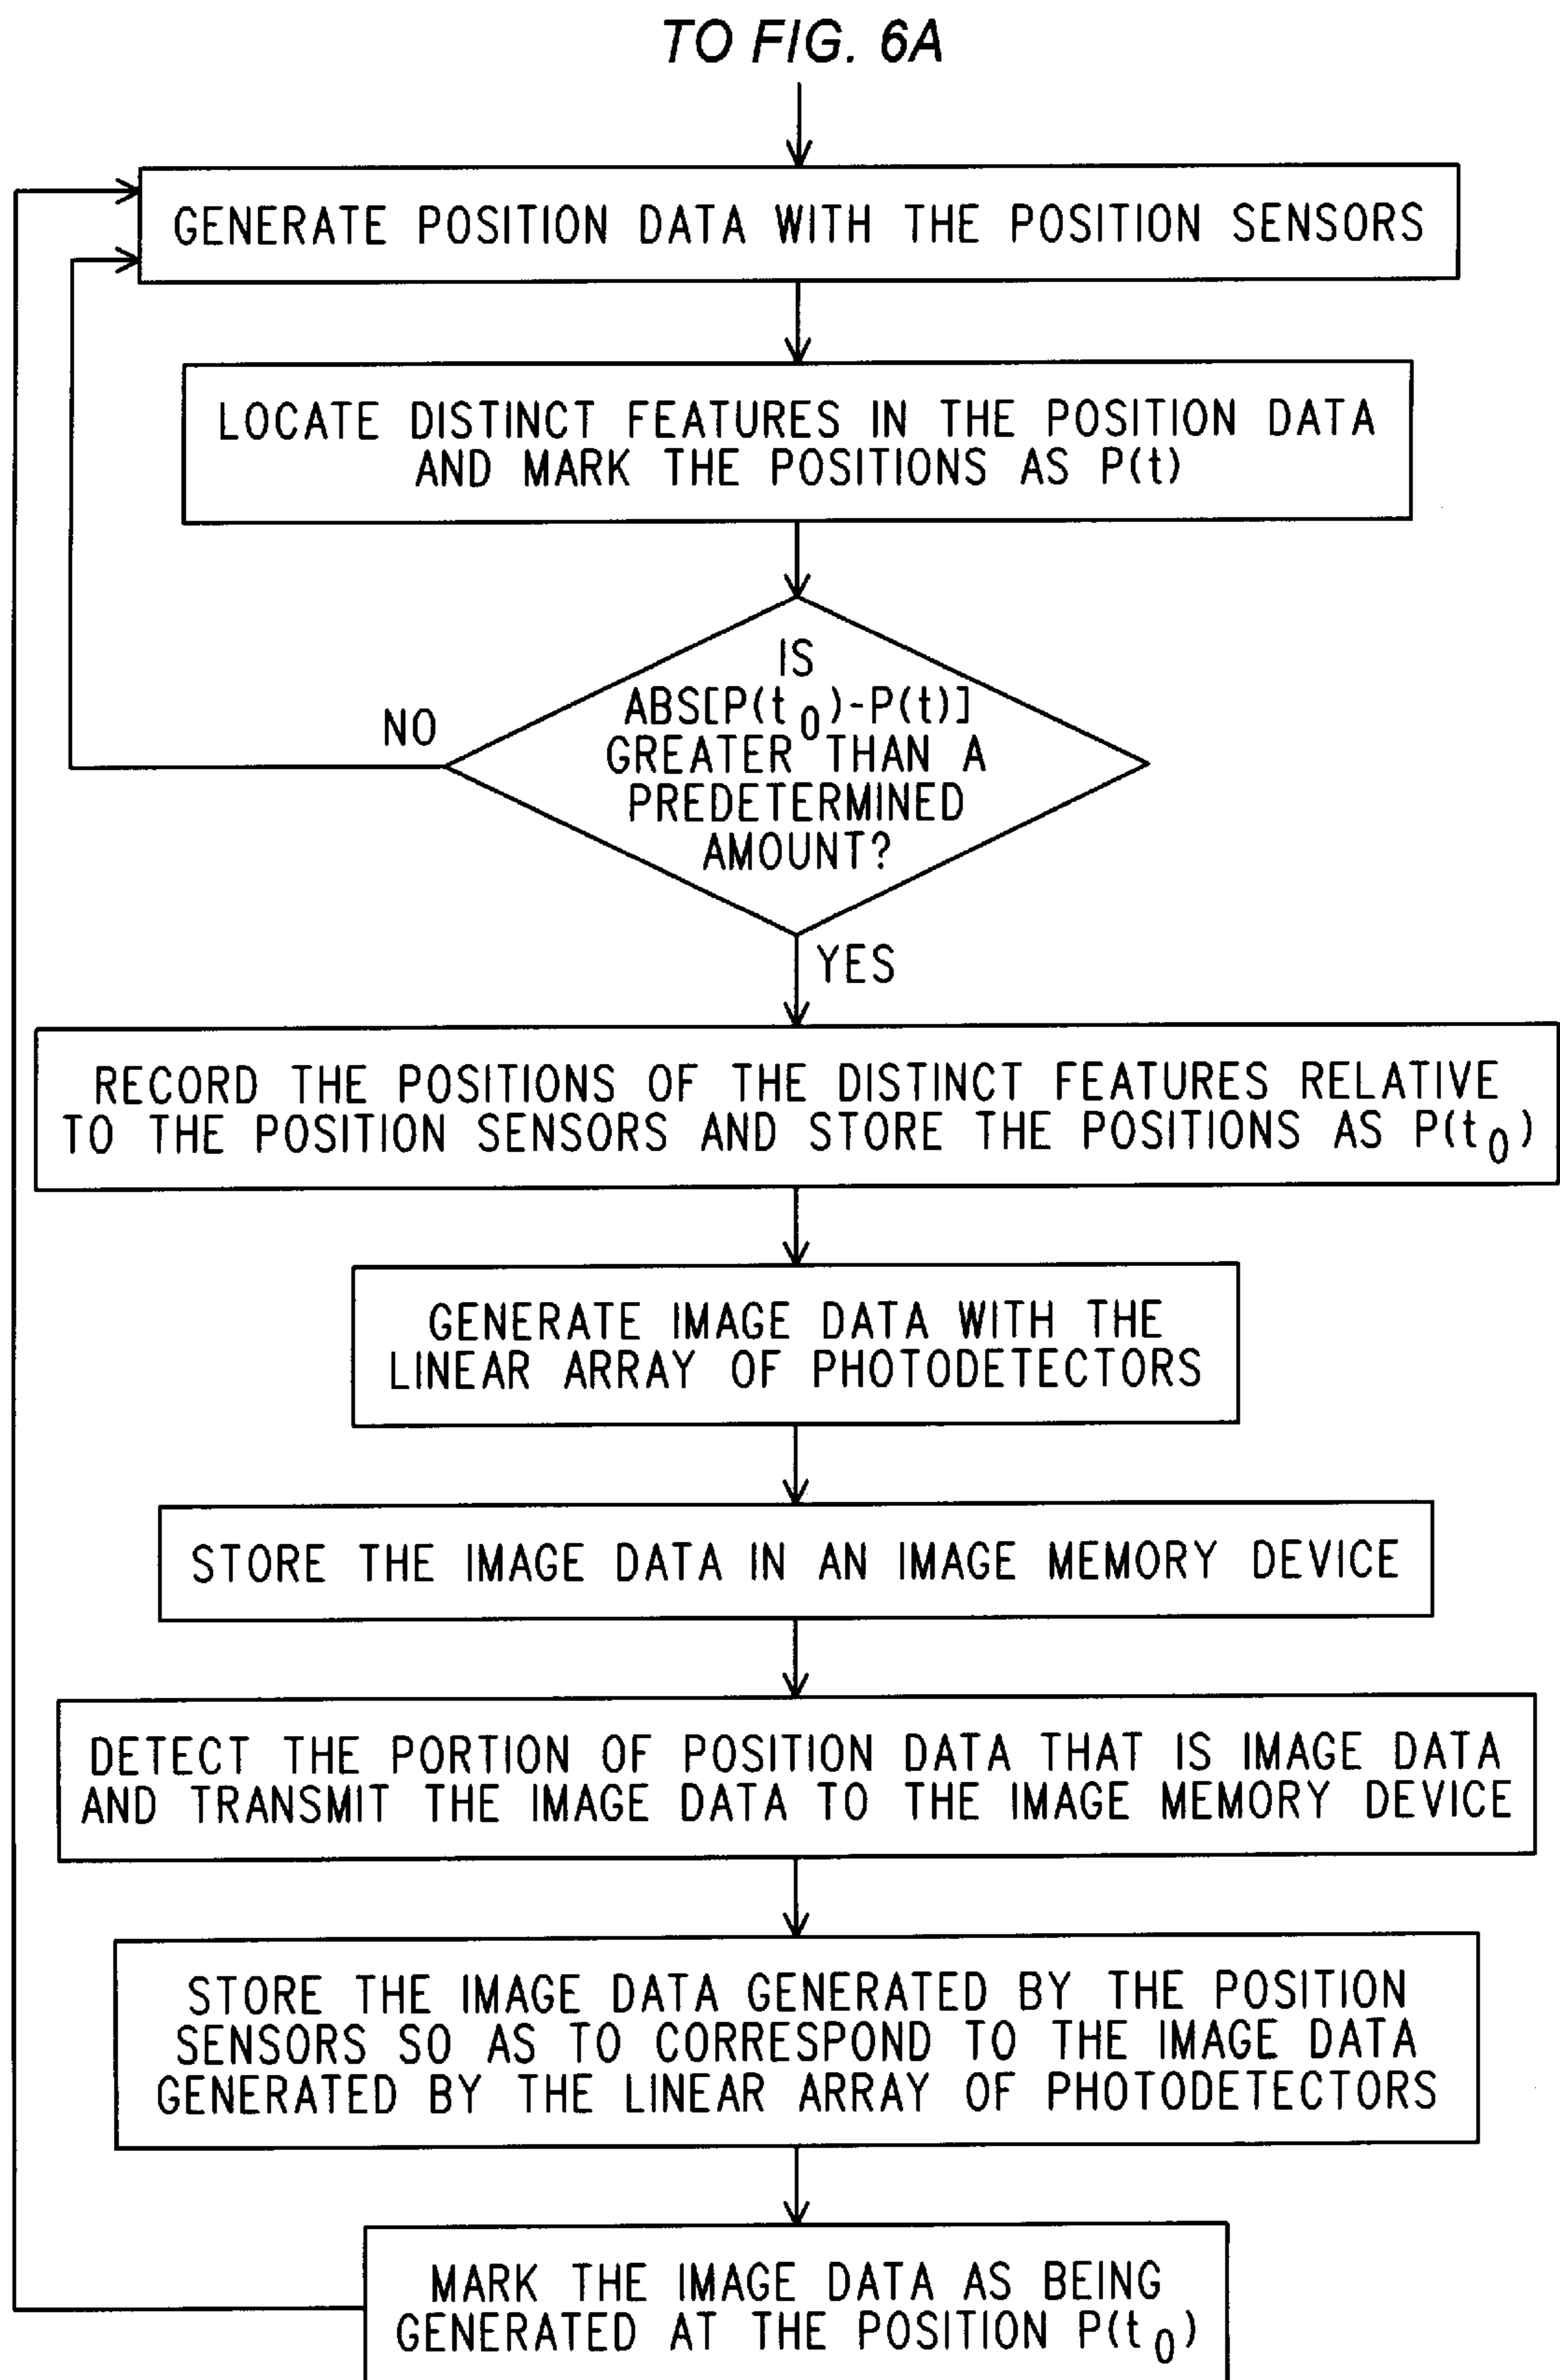 TO FIG. 6A
GENERATE POSITION DATA WITH THE POSITION SENSORS
LOCATE DISTINCT FEATURES IN THE POSITION DATA
AND MARK THE POSITIONS AS P(t)
IS
ABS[P(t₀)-P(t)]
GREATER THAN A
PREDETERMINED
AMOUNT?
NO
YES
RECORD THE POSITIONS OF THE DISTINCT FEATURES RELATIVE
TO THE POSITION SENSORS AND STORE THE POSITIONS AS P(t₀)
GENERATE IMAGE DATA WITH THE
LINEAR ARRAY OF PHOTODETECTORS
STORE THE IMAGE DATA IN AN IMAGE MEMORY DEVICE
DETECT THE PORTION OF POSITION DATA THAT IS IMAGE DATA
AND TRANSMIT THE IMAGE DATA TO THE IMAGE MEMORY DEVICE
STORE THE IMAGE DATA GENERATED BY THE POSITION
SENSORS SO AS TO CORRESPOND TO THE IMAGE DATA
GENERATED BY THE LINEAR ARRAY OF PHOTODETECTORS
MARK THE IMAGE DATA AS BEING
GENERATED AT THE POSITION P(t₀)